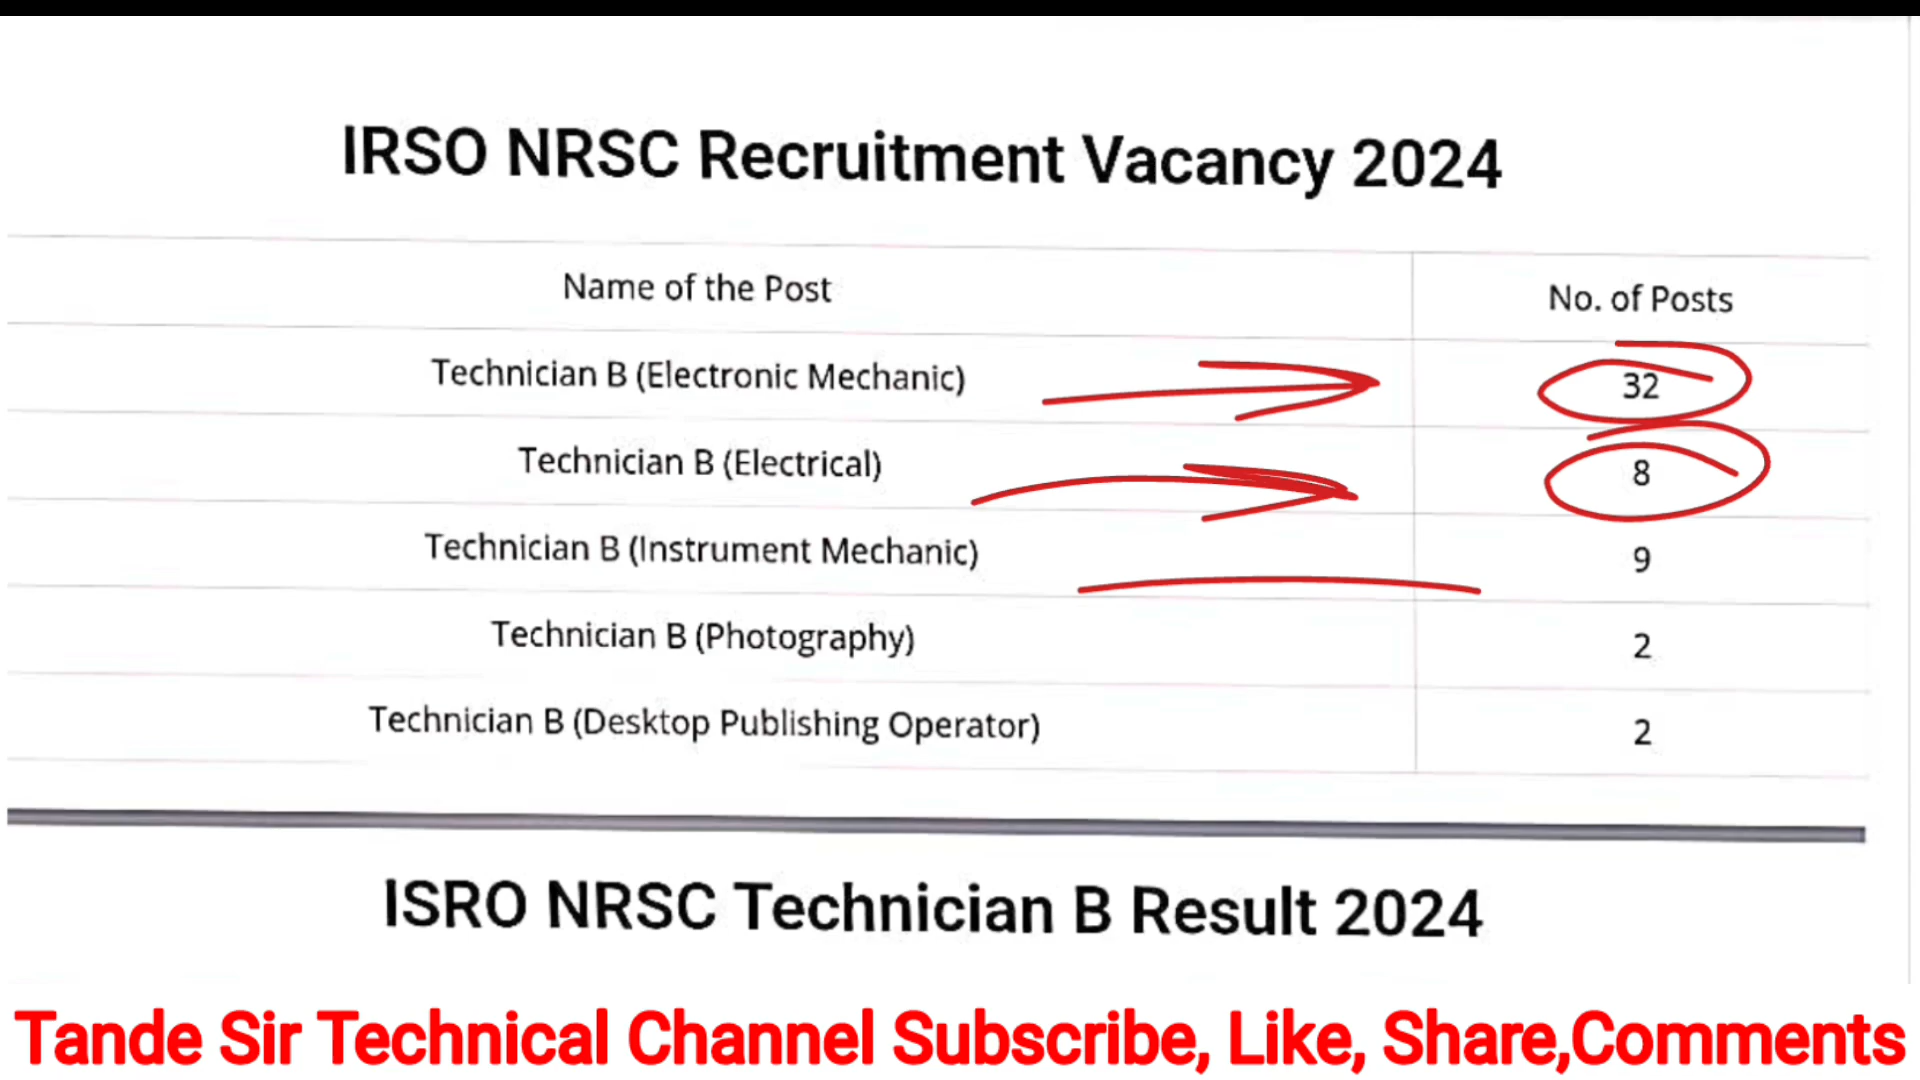 IRSO NRSC Recruitment Vacancy 2024
Name of the Post No. of Posts
Technician B (Electronic Mechanic) 32
Technician B (Electrical) 8
Technician B (Instrument Mechanic) 9
Technician B (Photography) 2
Technician B (Desktop Publishing Operator) 2
ISRO NRSC Technician B Result 2024
Tande Sir Technical Channel Subscribe, Like, Share,Comments